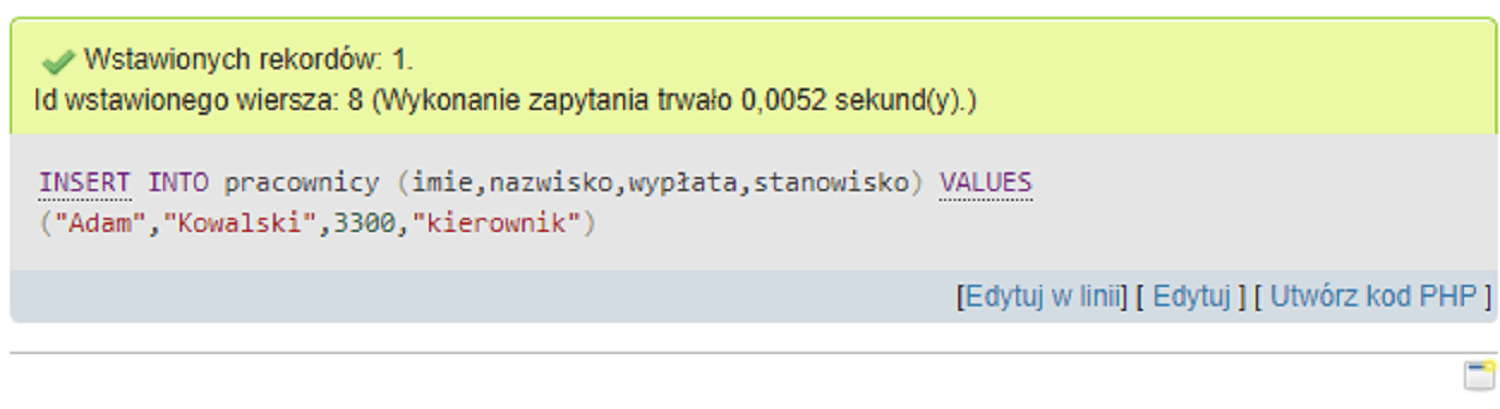 Wstawionych rekordów: 1.
Id wstawionego wiersza: 8 (Wykonanie zapytania trwało 0,0052 sekund(y).)
INSERT INTO pracownicy (imie,nazwisko,wypłata,stanowisko) VALUES
("Adam","Kowalski",3300,"kierownik")
[Edytuj w linii] [ Edytuj ] [ Utwórz kod PHP ]